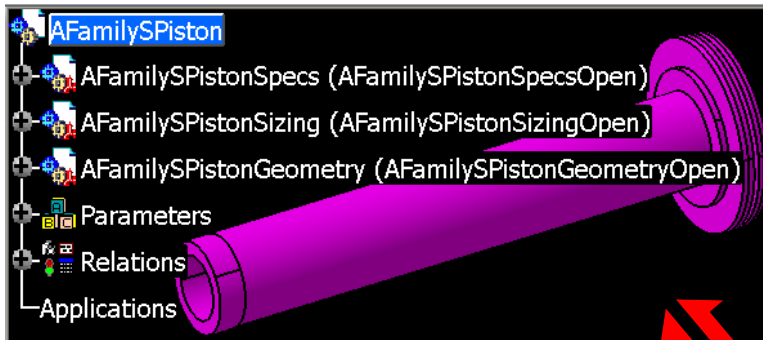 AFamilySPiston
AFamilySPistonSpecs (AFamilySPistonSpecsOpen)
AFamilySPistonSizing (AFamilySPistonSizingOpen)
AFamilySPistonGeometry (AFamilySPistonGeometryOpen)
Parameters
Relations
Applications